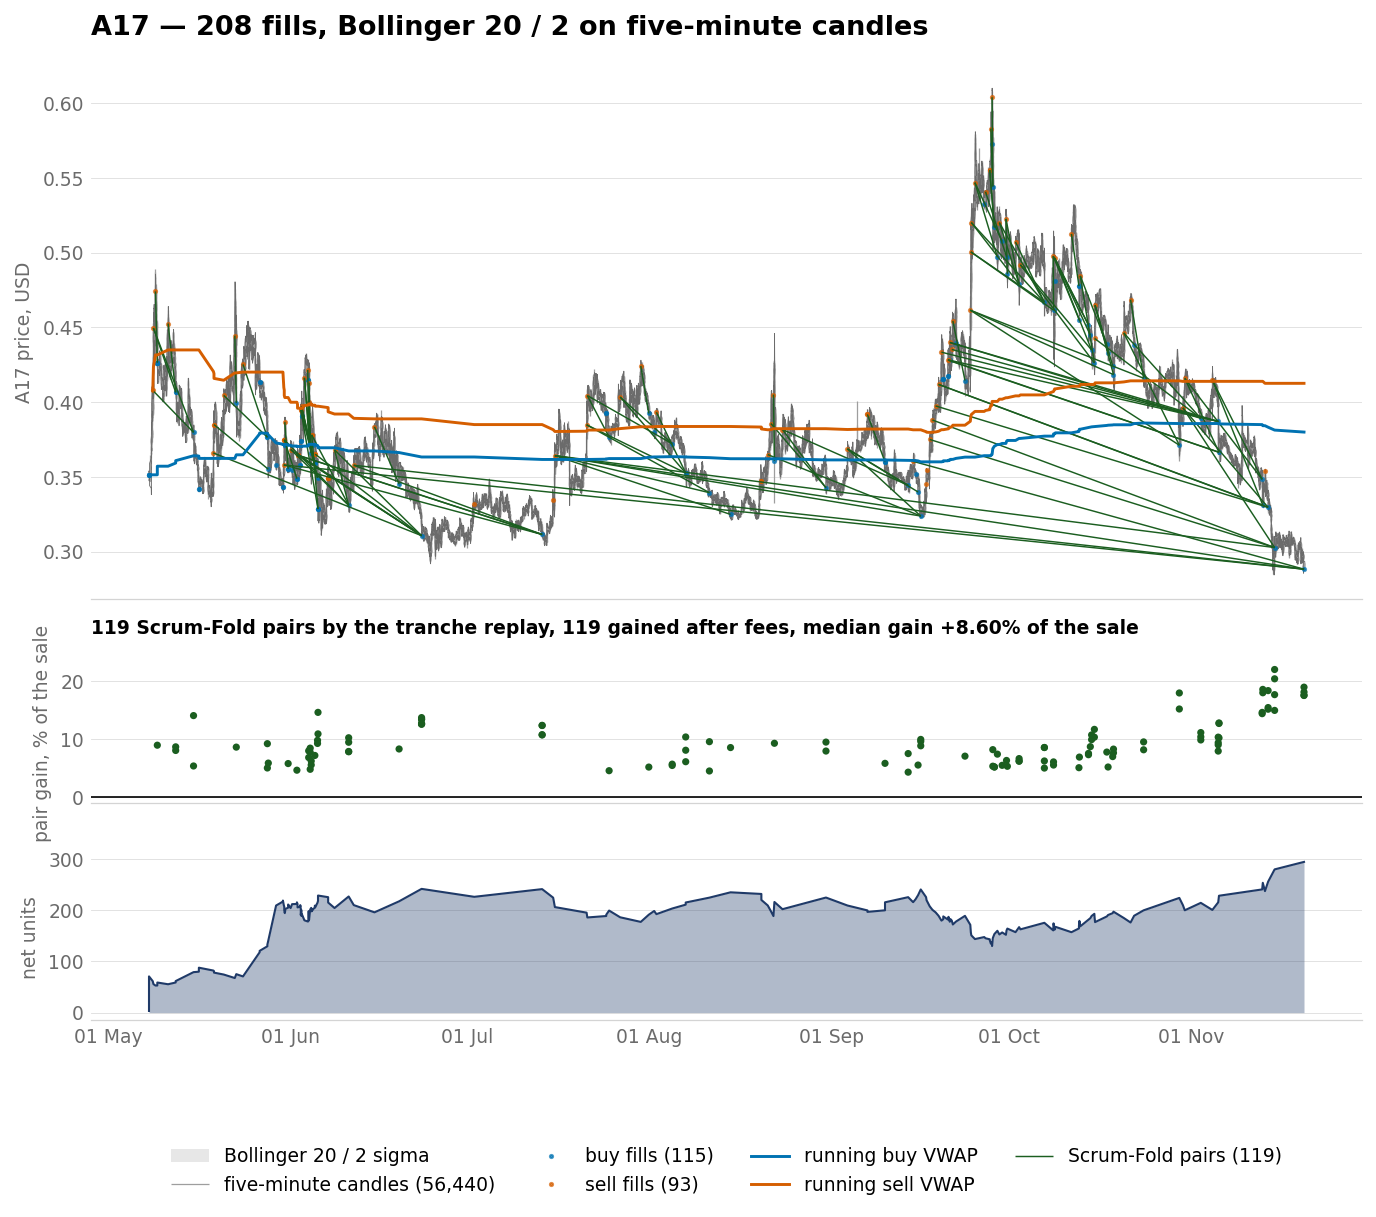 A17 — 208 fills, Bollinger 20 / 2 on five-minute candles
A17 price, USD
0.60
0.55
0.50
0.45
0.40
0.35
0.30
119 Scrum-Fold pairs by the tranche replay, 119 gained after fees, median gain +8.60% of the sale
pair gain, % of the sale
20
10
0
net units
300
200
100
0
01 May
01 Jun
01 Jul
01 Aug
01 Sep
01 Oct
01 Nov
Bollinger 20 / 2 sigma
five-minute candles (56,440)
buy fills (115)
sell fills (93)
running buy VWAP
running sell VWAP
Scrum-Fold pairs (119)